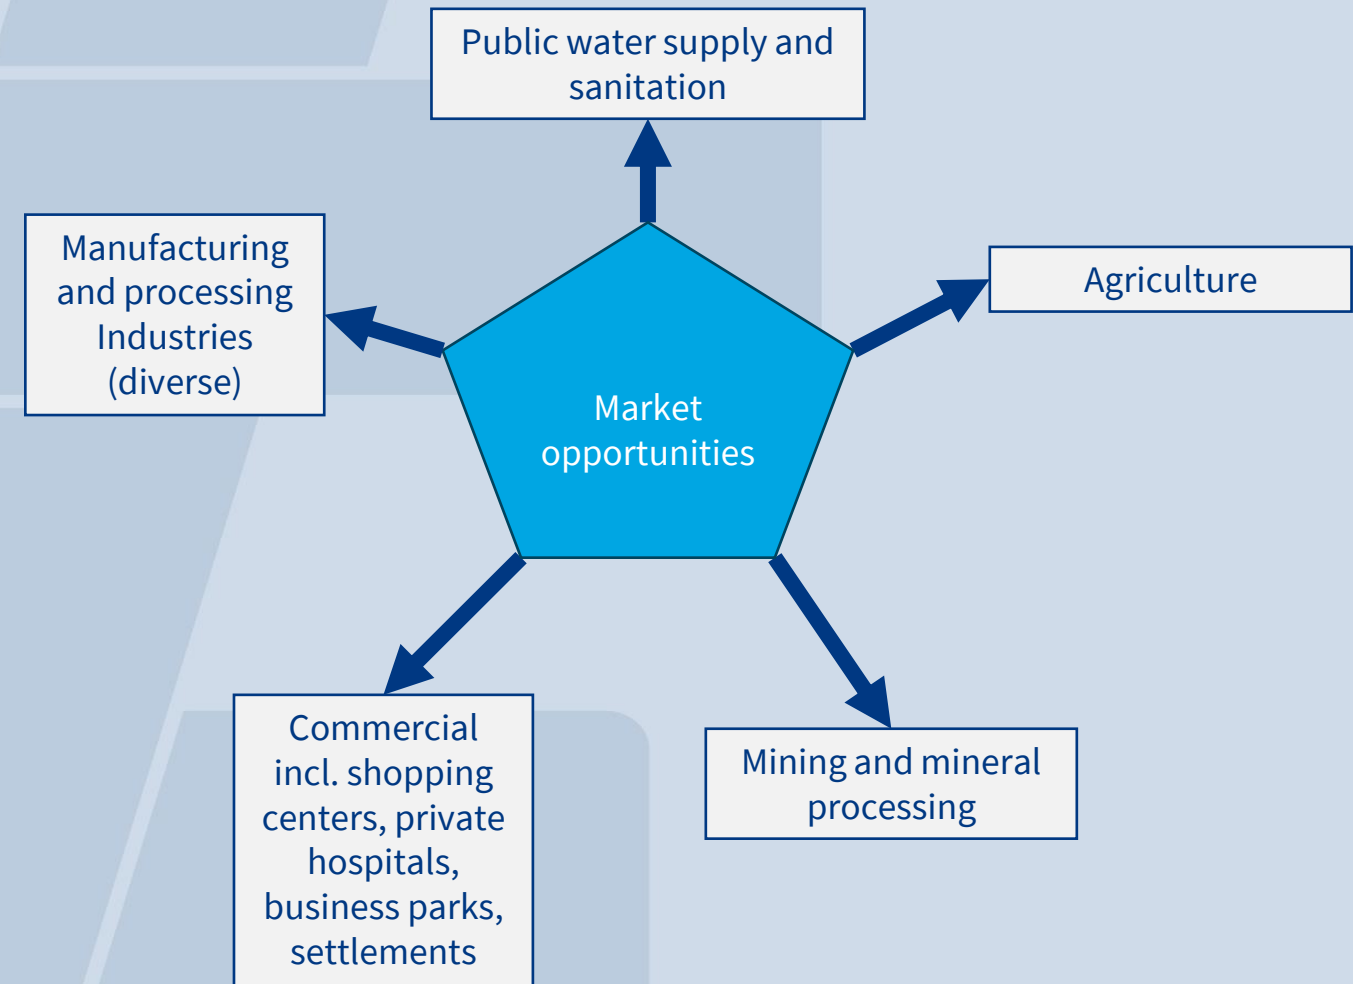 Public water supply and
sanitation
Manufacturing
and processing
Industries
(diverse)
Agriculture
Market
opportunities
Commercial
incl. shopping
centers, private
hospitals,
business parks,
settlements
Mining and mineral
processing